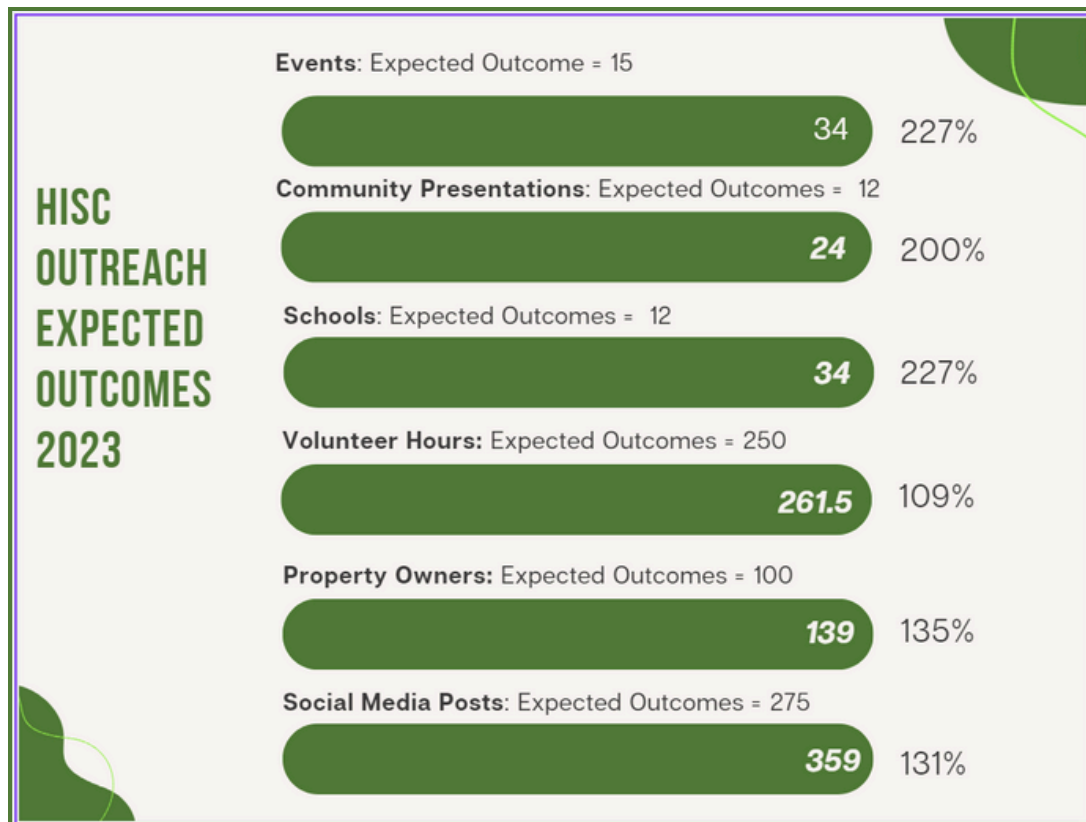 HISC
OUTREACH
EXPECTED
OUTCOMES
2023
Events: Expected Outcome = 15
34 227%
Community Presentations: Expected Outcomes = 12
24 200%
Schools: Expected Outcomes = 12
34 227%
Volunteer Hours: Expected Outcomes = 250
261.5 109%
Property Owners: Expected Outcomes = 100
139 135%
Social Media Posts: Expected Outcomes = 275
359 131%